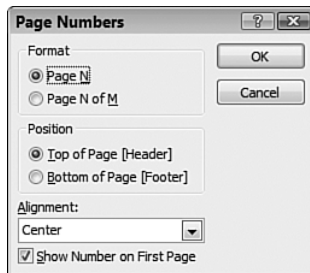 Page Numbers
Format
Page N
Page N of M
OK
Cancel
Position
Top of Page [Header]
Bottom of Page [Footer]
Alignment:
Center
Show Number on First Page